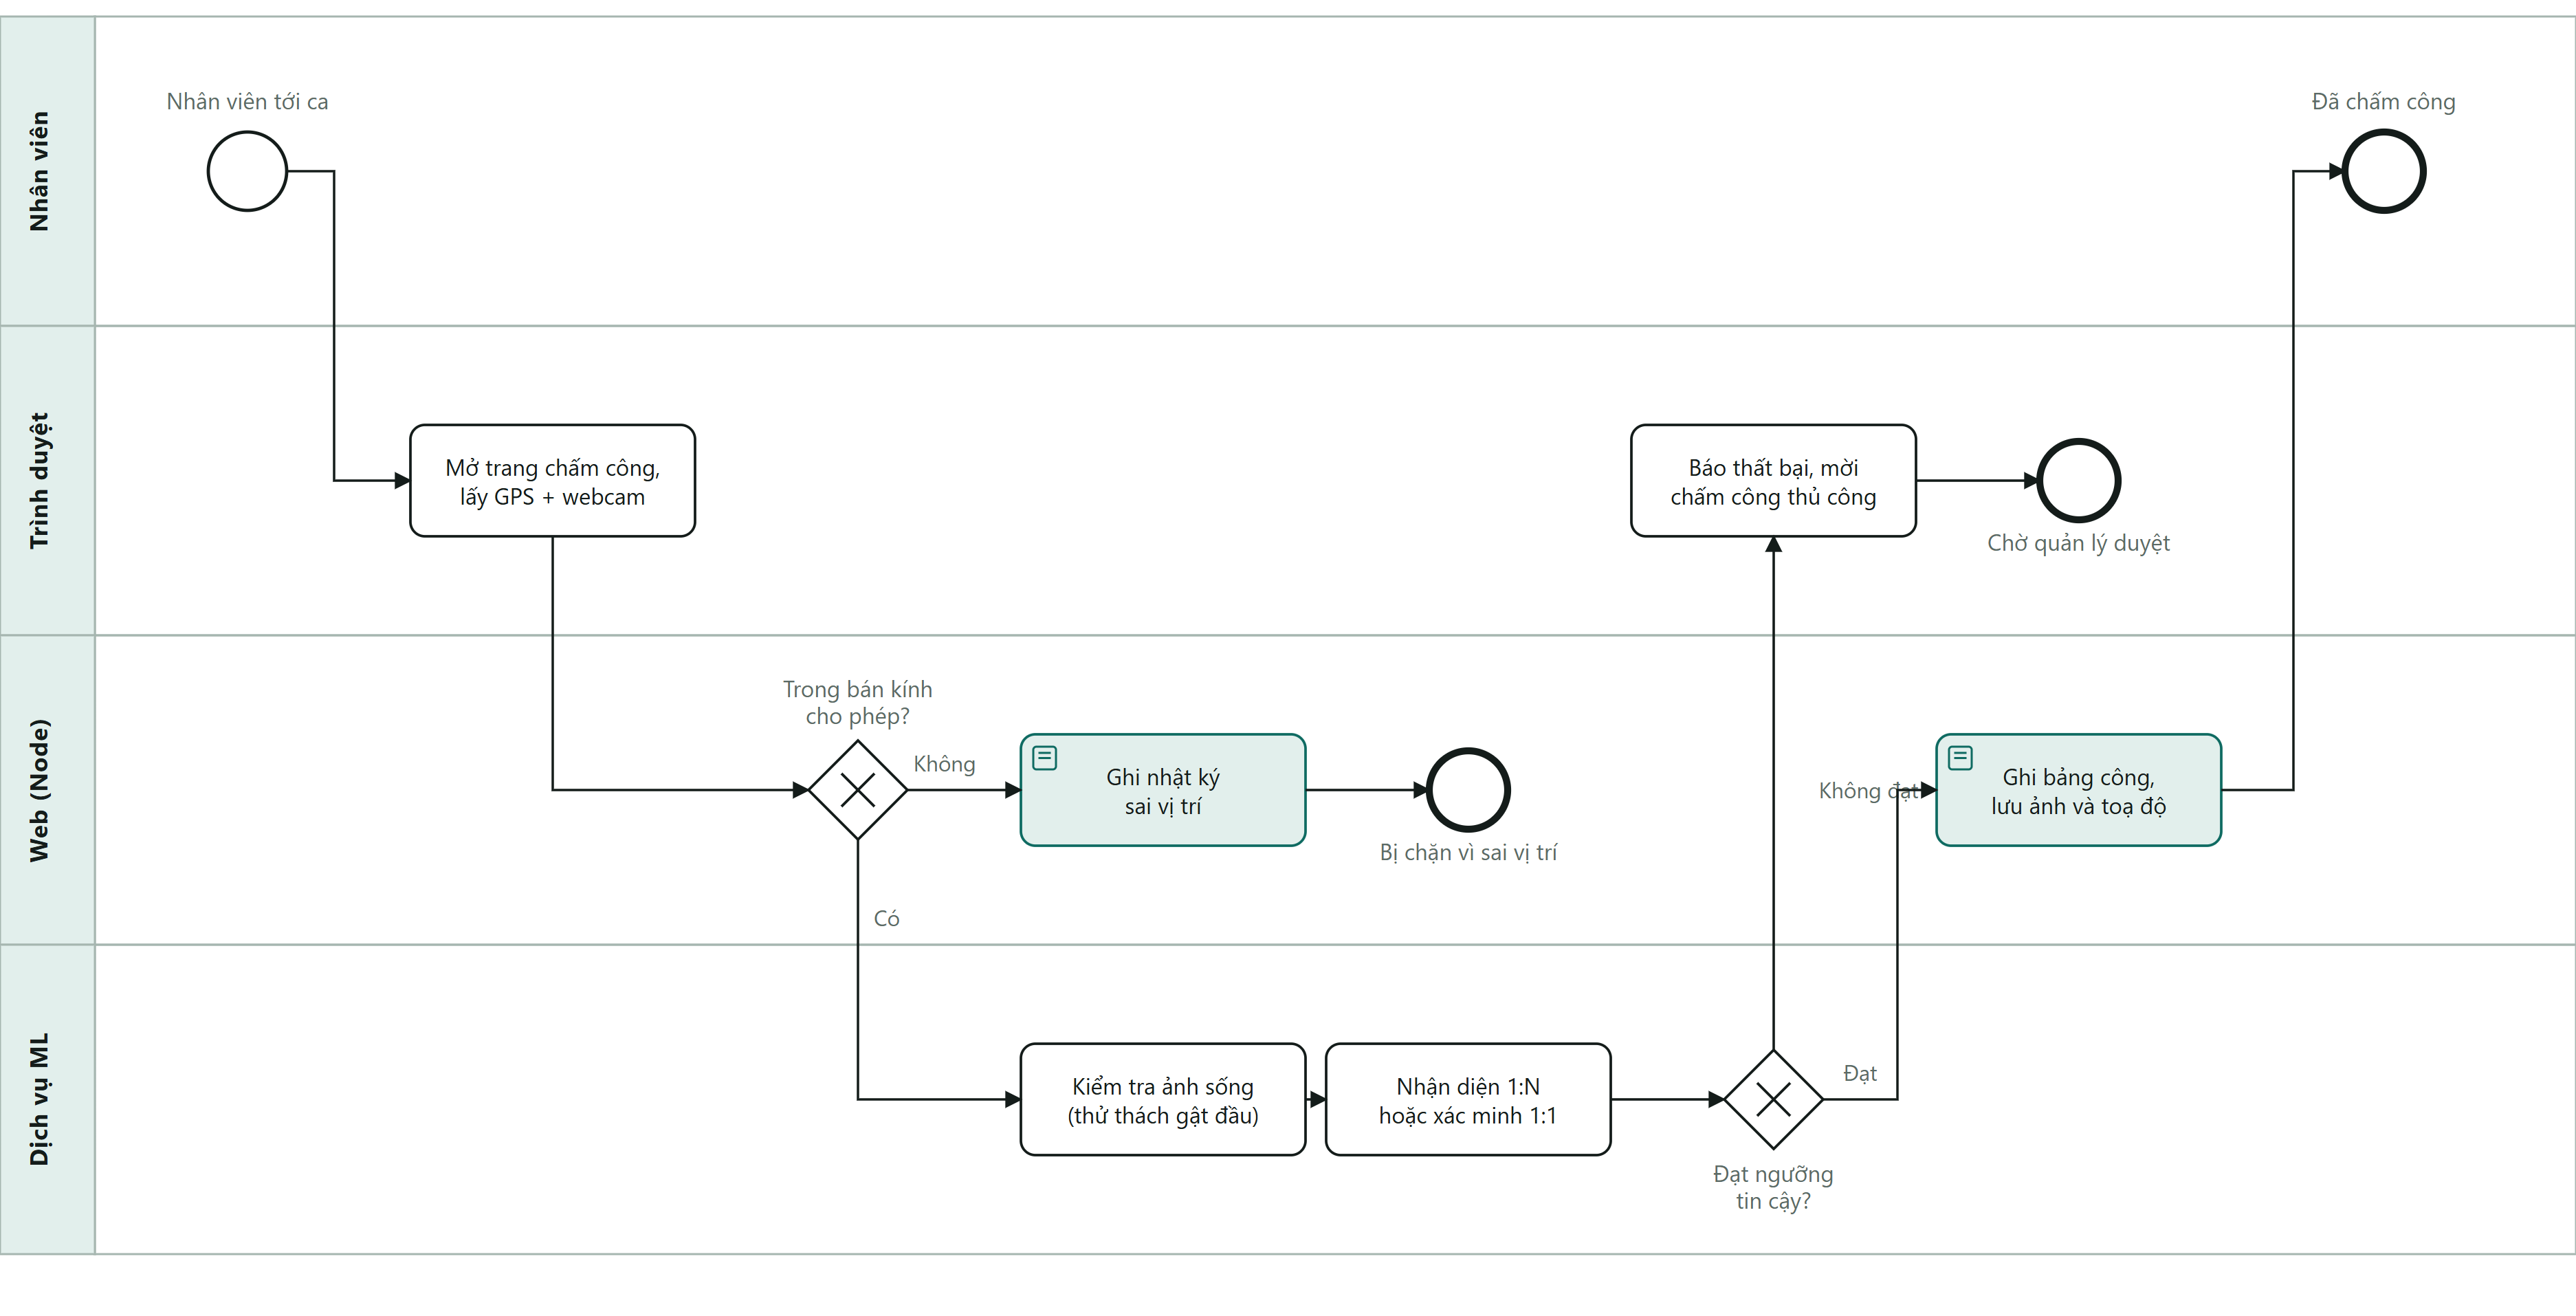 Nhân viên
Nhân viên tới ca
Đã chấm công
Trình duyệt
Mở trang chấm công,
lấy GPS + webcam
Báo thất bại, mời
chấm công thủ công
Chờ quản lý duyệt
Web (Node)
Trong bán kính
cho phép?
Không
Ghi nhật ký
sai vị trí
Bị chặn vì sai vị trí
Không đạt
Ghi bảng công,
lưu ảnh và toạ độ
Có
Dịch vụ ML
Kiểm tra ảnh sống
(thử thách gật đầu)
Nhận diện 1:N
hoặc xác minh 1:1
Đạt
Đạt ngưỡng
tin cậy?